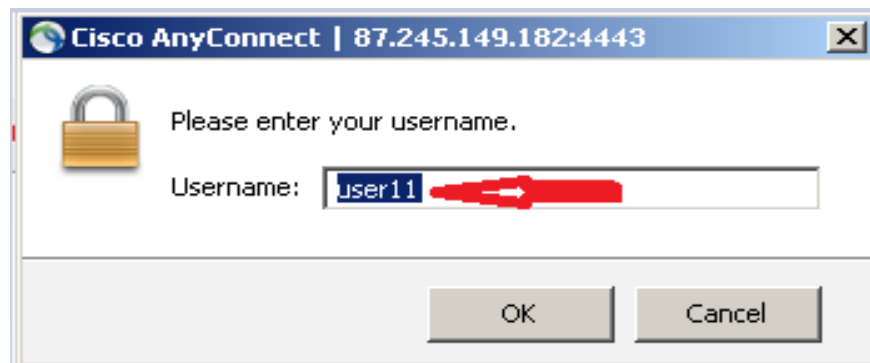 Cisco AnyConnect | 87.245.149.182:4443
Please enter your username.
Username: user11
OK Cancel